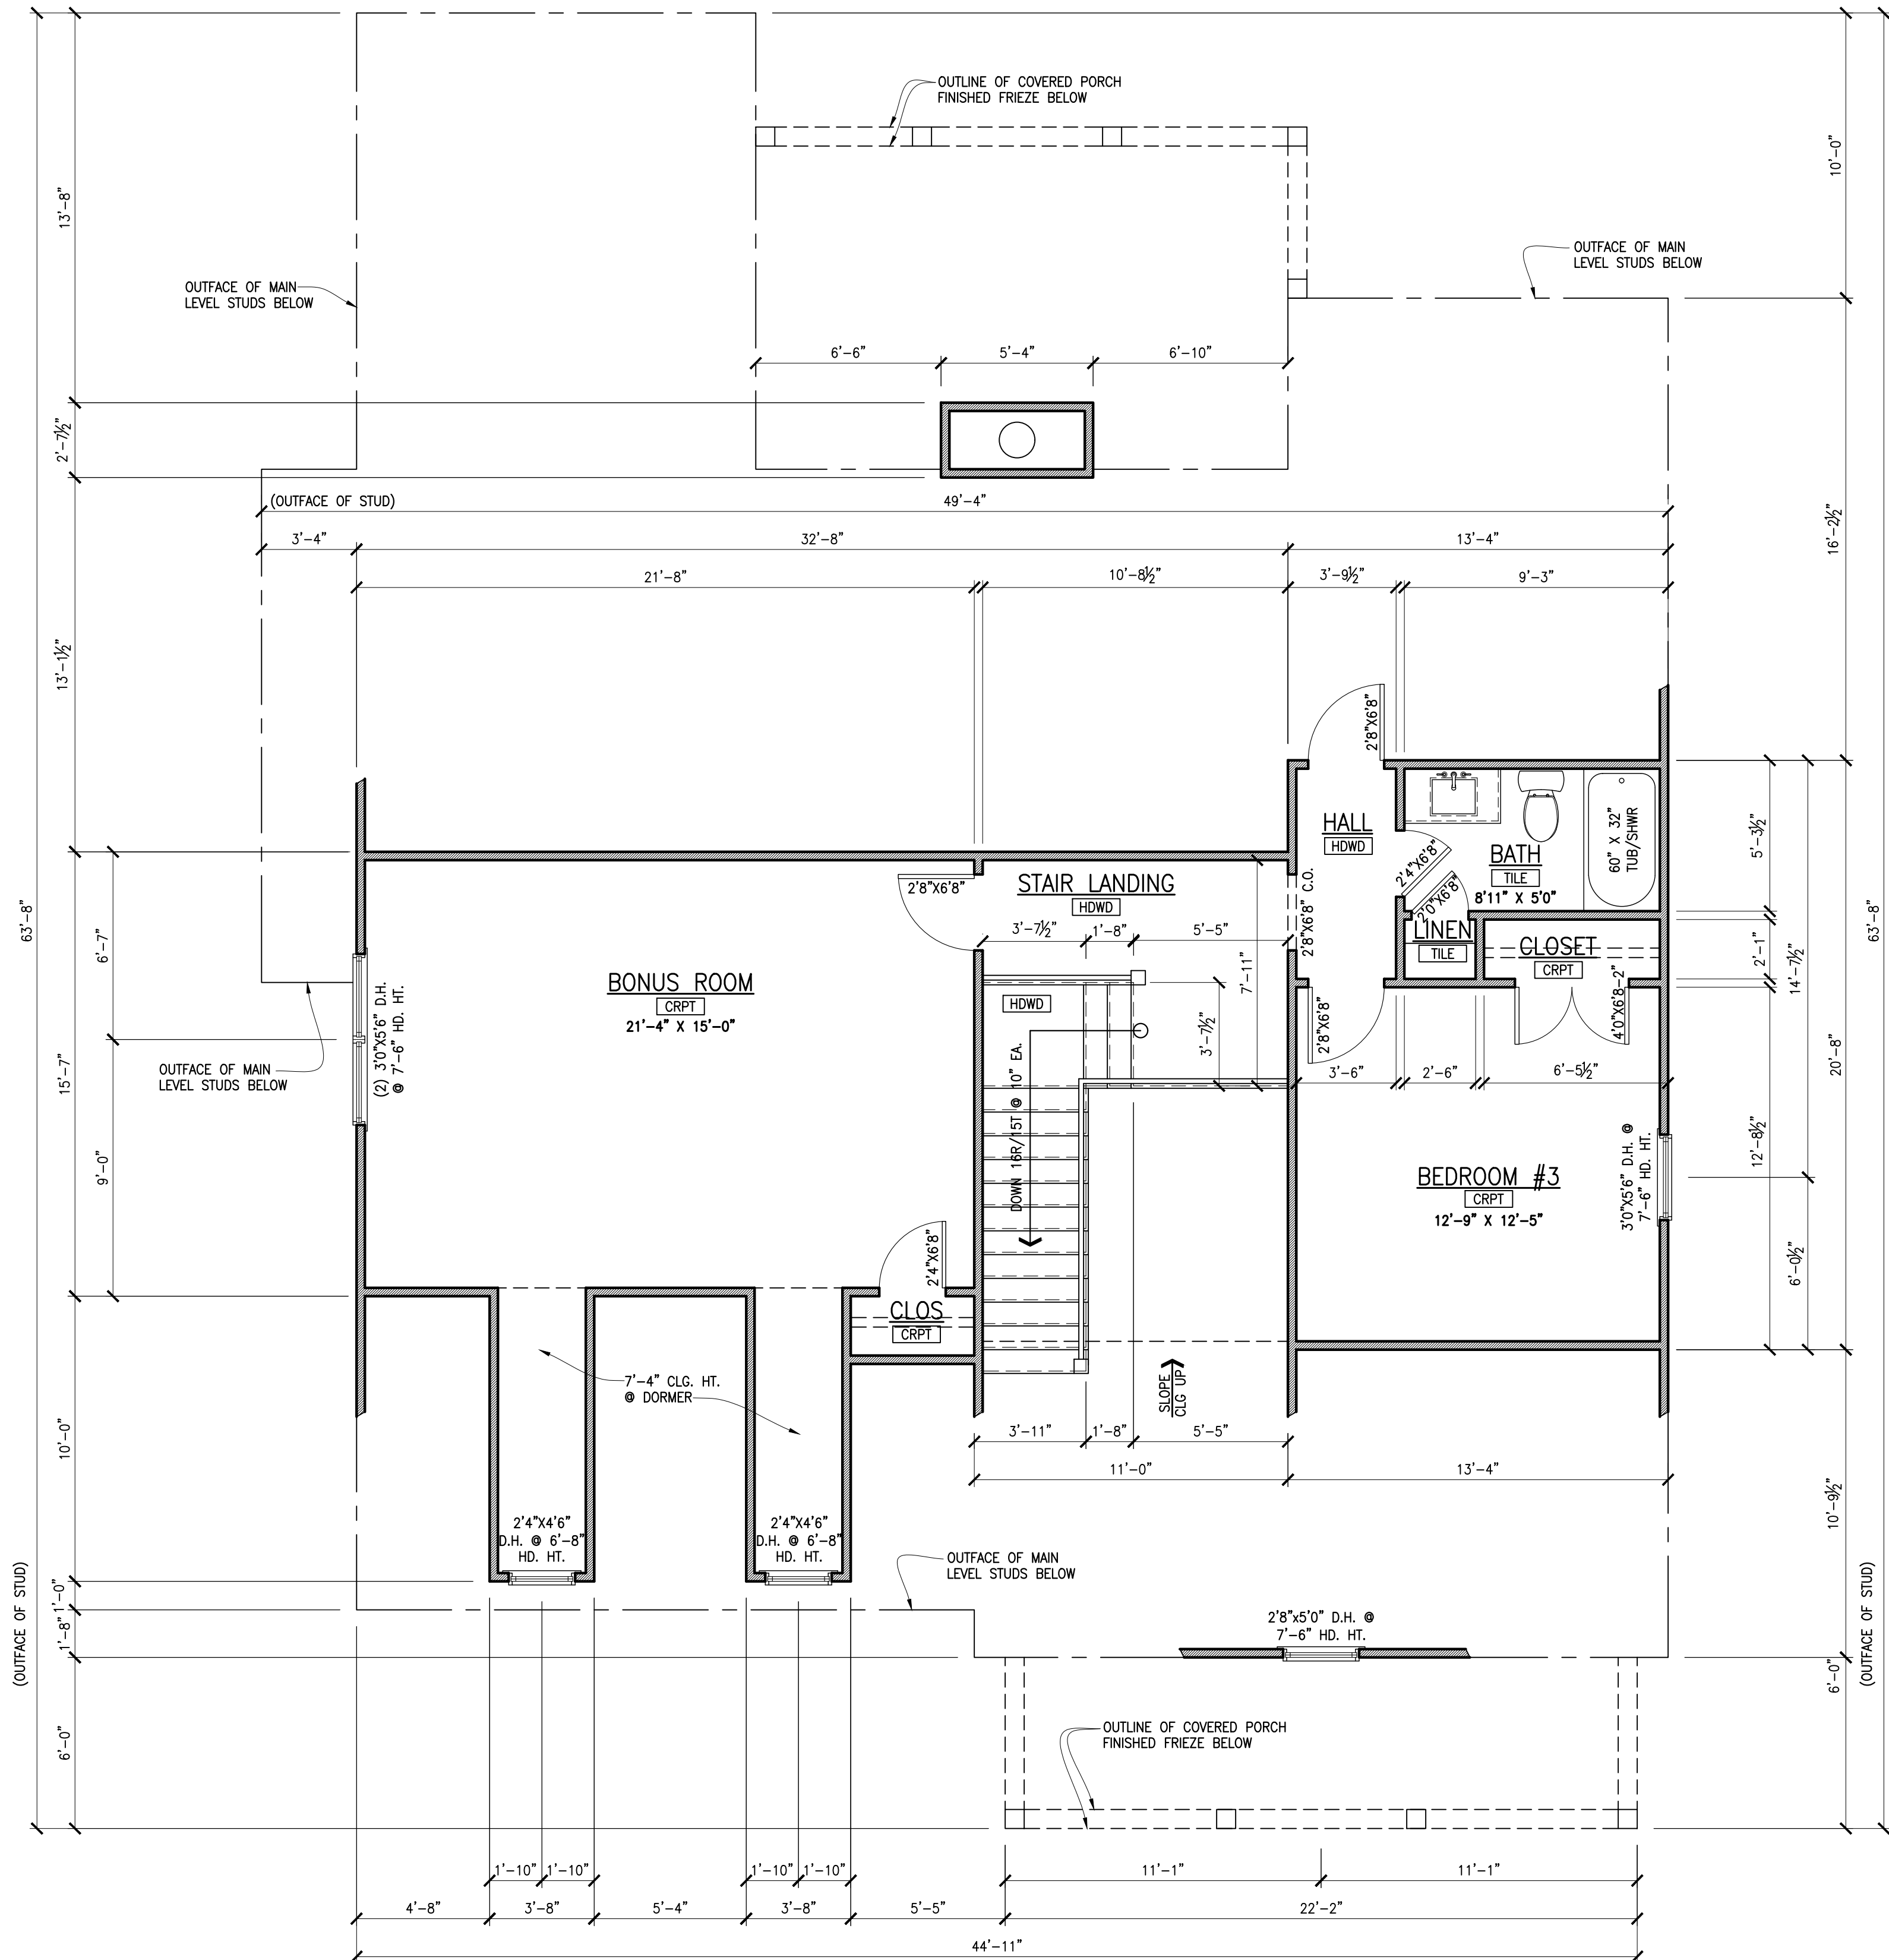 OUTLINE OF COVERED PORCH
FINISHED FRIEZE BELOW
10'-0"
13'-8"
OUTFACE OF MAIN
LEVEL STUDS BELOW
OUTFACE OF MAIN
LEVEL STUDS BELOW
6'-6"
5'-4"
6'-10"
2'-7½"
(OUTFACE OF STUD)
49'-4"
3'-4"
32'-8"
13'-4"
16'-2½"
21'-8"
10'-8½"
3'-9½"
9'-3"
13'-1½"
2'8"X6'8"
HALL
HDWD
2'4"X6'8"
BATH
TILE
8'11" X 5'0"
60" X 32"
TUB/SHWR
5'-3½"
2'8"X6'8"
STAIR LANDING
HDWD
2'8"X6'8" C.O.
2'0"X6'8"
63'-8"
63'-8"
6'-7"
3'-7½"
1'-8"
5'-5"
LINEN
TILE
CLOSET
CRPT
2'-1"
14'-7½"
7'-11"
BONUS ROOM
CRPT
21'-4" X 15'-0"
(2) 3'0"X5'6" D.H.
@ 7'-6" HD. HT.
HDWD
3'-7½"
2'8"X6'8"
4'0"X6'8-2"
OUTFACE OF MAIN
LEVEL STUDS BELOW
15'-7"
20'-8"
3'-6"
2'-6"
6'-5½"
DOWN 16R/15T @ 10" EA.
9'-0"
12'-8½"
BEDROOM #3
CRPT
12'-9" X 12'-5"
3'0"X5'6" D.H. @
7'-6" HD. HT.
6'-0½"
2'4"X6'8"
CLOS
CRPT
7'-4" CLG. HT.
@ DORMER
SLOPE
CLG UP
10'-0"
3'-11"
1'-8"
5'-5"
11'-0"
13'-4"
10'-9½"
2'4"X4'6"
D.H. @ 6'-8"
HD. HT.
2'4"X4'6"
D.H. @ 6'-8"
HD. HT.
OUTFACE OF MAIN
LEVEL STUDS BELOW
1'-0"
1'-8"
2'8"x5'0" D.H. @
7'-6" HD. HT.
(OUTFACE OF STUD)
(OUTFACE OF STUD)
6'-0"
6'-0"
OUTLINE OF COVERED PORCH
FINISHED FRIEZE BELOW
1'-10"
1'-10"
1'-10"
1'-10"
11'-1"
11'-1"
4'-8"
3'-8"
5'-4"
3'-8"
5'-5"
22'-2"
44'-11"